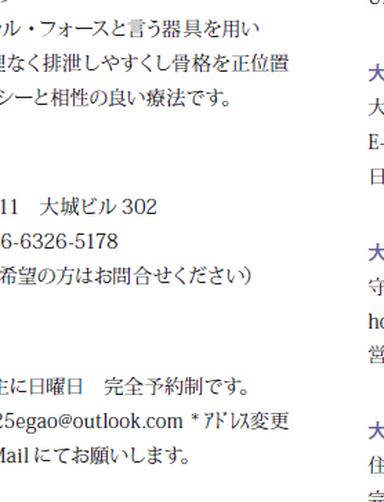 ル・フォースと言う器具を用い
なく排泄しやすくし骨格を正位置
シーと相性の良い療法です。
11　大城ビル 302
6-6326-5178
希望の方はお問合せください）
に日曜日　完全予約制です。
25egao@outlook.com ＊ｱﾄﾞﾚｽ変更
Mail にてお願いします。
大
大
E-
日
大
守
ho
営
大
住